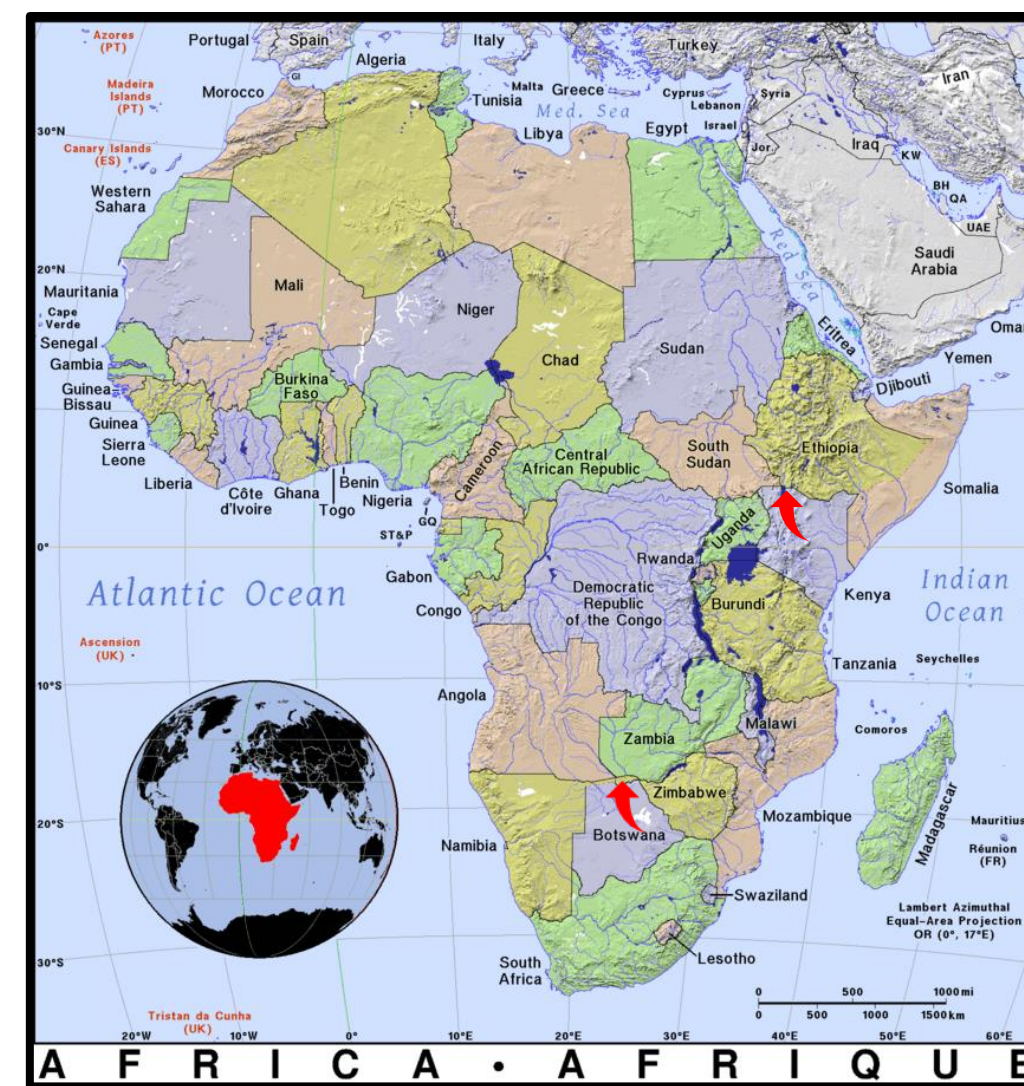 Azores
(PT)
Portugal
Spain
Italy
Turkey
Algeria
GI
Malta
Greece
Cyprus
Syria
Iran
Madeira
Islands
(PT)
Morocco
Tunisia
Med. Sea
Lebanon
30°N
Libya
Egypt
Israel
Jor.
Iraq
KW
Canary Islands
(ES)
Western
Sahara
BH
QA
UAE
Red Sea
Saudi
Arabia
20°N
Mauritania
Mali
Niger
Cape
Verde
Senegal
Chad
Sudan
Eritrea
Oma
Yemen
Gambia
Djibouti
Guinea
Bissau
Burkina
Faso
Guinea
Sierra
Leone
Cameroon
Central
African Republic
South
Sudan
Ethiopia
Liberia
Côte
d'Ivoire
Ghana
Togo
Benin
Nigeria
Somalia
GQ
ST&P
Uganda
0°
Rwanda
Gabon
Atlantic Ocean
Democratic
Republic
of the Congo
Burundi
Kenya
Indian
Ocean
Congo
Ascension
(UK)
Tanzania
Seychelles
10°S
Angola
Malawi
Comoros
Zambia
Zimbabwe
Mozambique
Madagascar
Mauritius
20°S
Namibia
Botswana
Réunion
(FR)
Swaziland
Lambert Azimuthal
Equal-Area Projection
OR (0°, 17°E)
Lesotho
30°S
South
Africa
0 500 1000 mi
0 500 1000 1500 km
Tristan da Cunha
(UK)
20°W 10°W 0° 10°E 20°E 30°E 40°E 50°E 60°E
A F R I C A • A F R I Q U E